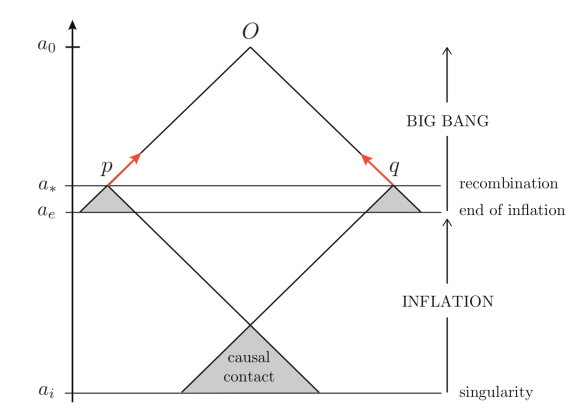 O
a₀
BIG BANG
p
q
a*
recombination
aₑ
end of inflation
INFLATION
causal
contact
aᵢ
singularity